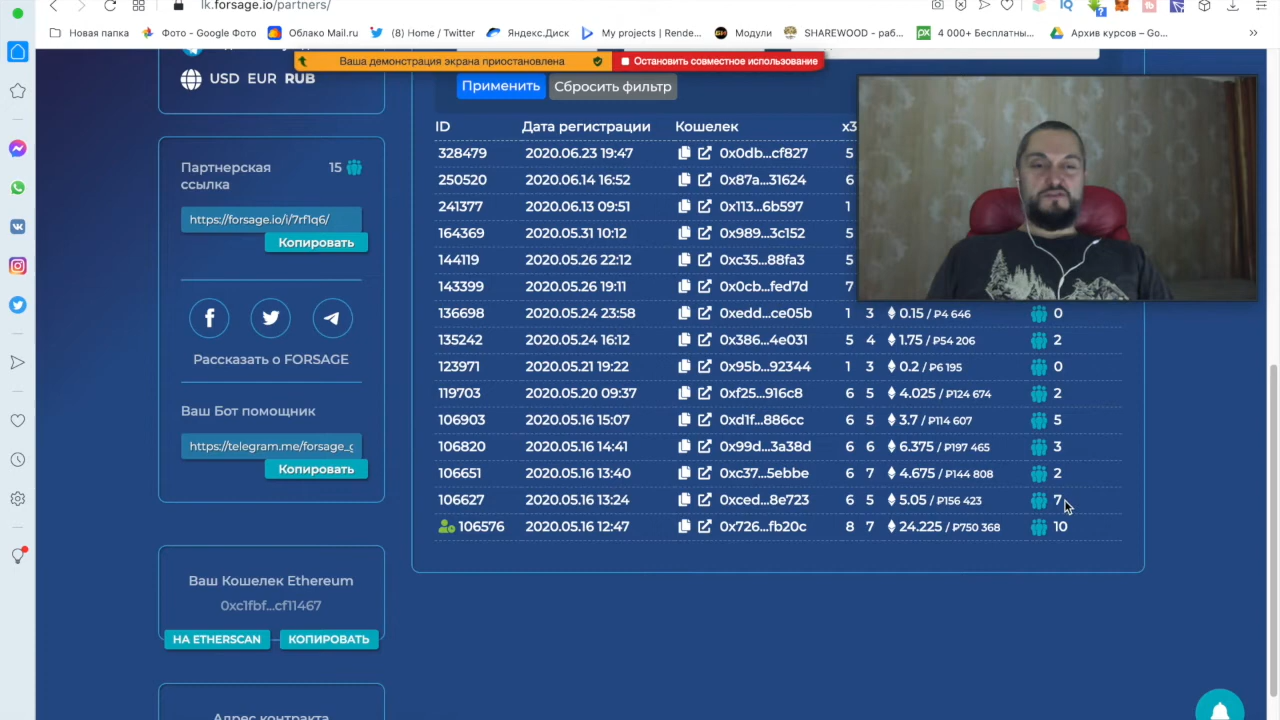 lk.forsage.io/partners/
Новая папка
Фото - Google Фото
Облако Mail.ru
(8) Home / Twitter
Яндекс.Диск
My projects | Rende...
Модули
SHAREWOOD - раб...
4 000+ Бесплатны...
Архив курсов – Go...
Ваша демонстрация экрана приостановлена
Остановить совместное использование
USD EUR RUB
Применить
Сбросить фильтр
Партнерская
ссылка
15
https://forsage.io/i/7rf1q6/
Копировать
Рассказать о FORSAGE
Ваш Бот помощник
https://telegram.me/forsage_g
Копировать
Ваш Кошелек Ethereum
0xc1fbf...cf11467
НА ETHERSCAN
КОПИРОВАТЬ
Адрес контракта
ID Дата регистрации Кошелек x3
328479 2020.06.23 19:47 0x0db...cf827 5
250520 2020.06.14 16:52 0x87a...31624 6
241377 2020.06.13 09:51 0x113...6b597 1
164369 2020.05.31 10:12 0x989...3c152 5
144119 2020.05.26 22:12 0xc35...88fa3 5
143399 2020.05.26 19:11 0x0cb...fed7d 7
136698 2020.05.24 23:58 0xedd...ce05b 1 3 0.15 / ₽4 646 0
135242 2020.05.24 16:12 0x386...4e031 5 4 1.75 / ₽54 206 2
123971 2020.05.21 19:22 0x95b...92344 1 3 0.2 / ₽6 195 0
119703 2020.05.20 09:37 0xf25...916c8 6 5 4.025 / ₽124 674 2
106903 2020.05.16 15:07 0xd1f...886cc 6 5 3.7 / ₽114 607 5
106820 2020.05.16 14:41 0x99d...3a38d 6 6 6.375 / ₽197 465 3
106651 2020.05.16 13:40 0xc37...5ebbe 6 7 4.675 / ₽144 808 2
106627 2020.05.16 13:24 0xced...8e723 6 5 5.05 / ₽156 423 7
106576 2020.05.16 12:47 0x726...fb20c 8 7 24.225 / ₽750 368 10